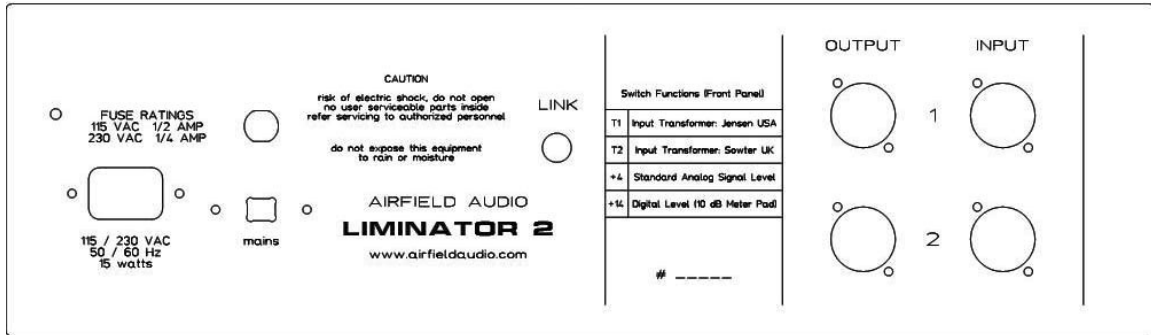 FUSE RATINGS
115 VAC 1/2 AMP
230 VAC 1/4 AMP
115 / 230 VAC
50 / 60 Hz
15 watts
mains
CAUTION
risk of electric shock, do not open
no user serviceable parts inside
refer servicing to authorized personnel
do not expose this equipment
to rain or moisture
AIRFIELD AUDIO
LIMINATOR 2
www.airfieldaudio.com
LINK
Switch Functions (Front Panel)
T1 Input Transformer: Jensen USA
T2 Input Transformer: Sowter UK
+4 Standard Analog Signal Level
+14 Digital Level (10 dB Meter Pad)
# _____
OUTPUT INPUT
1
2